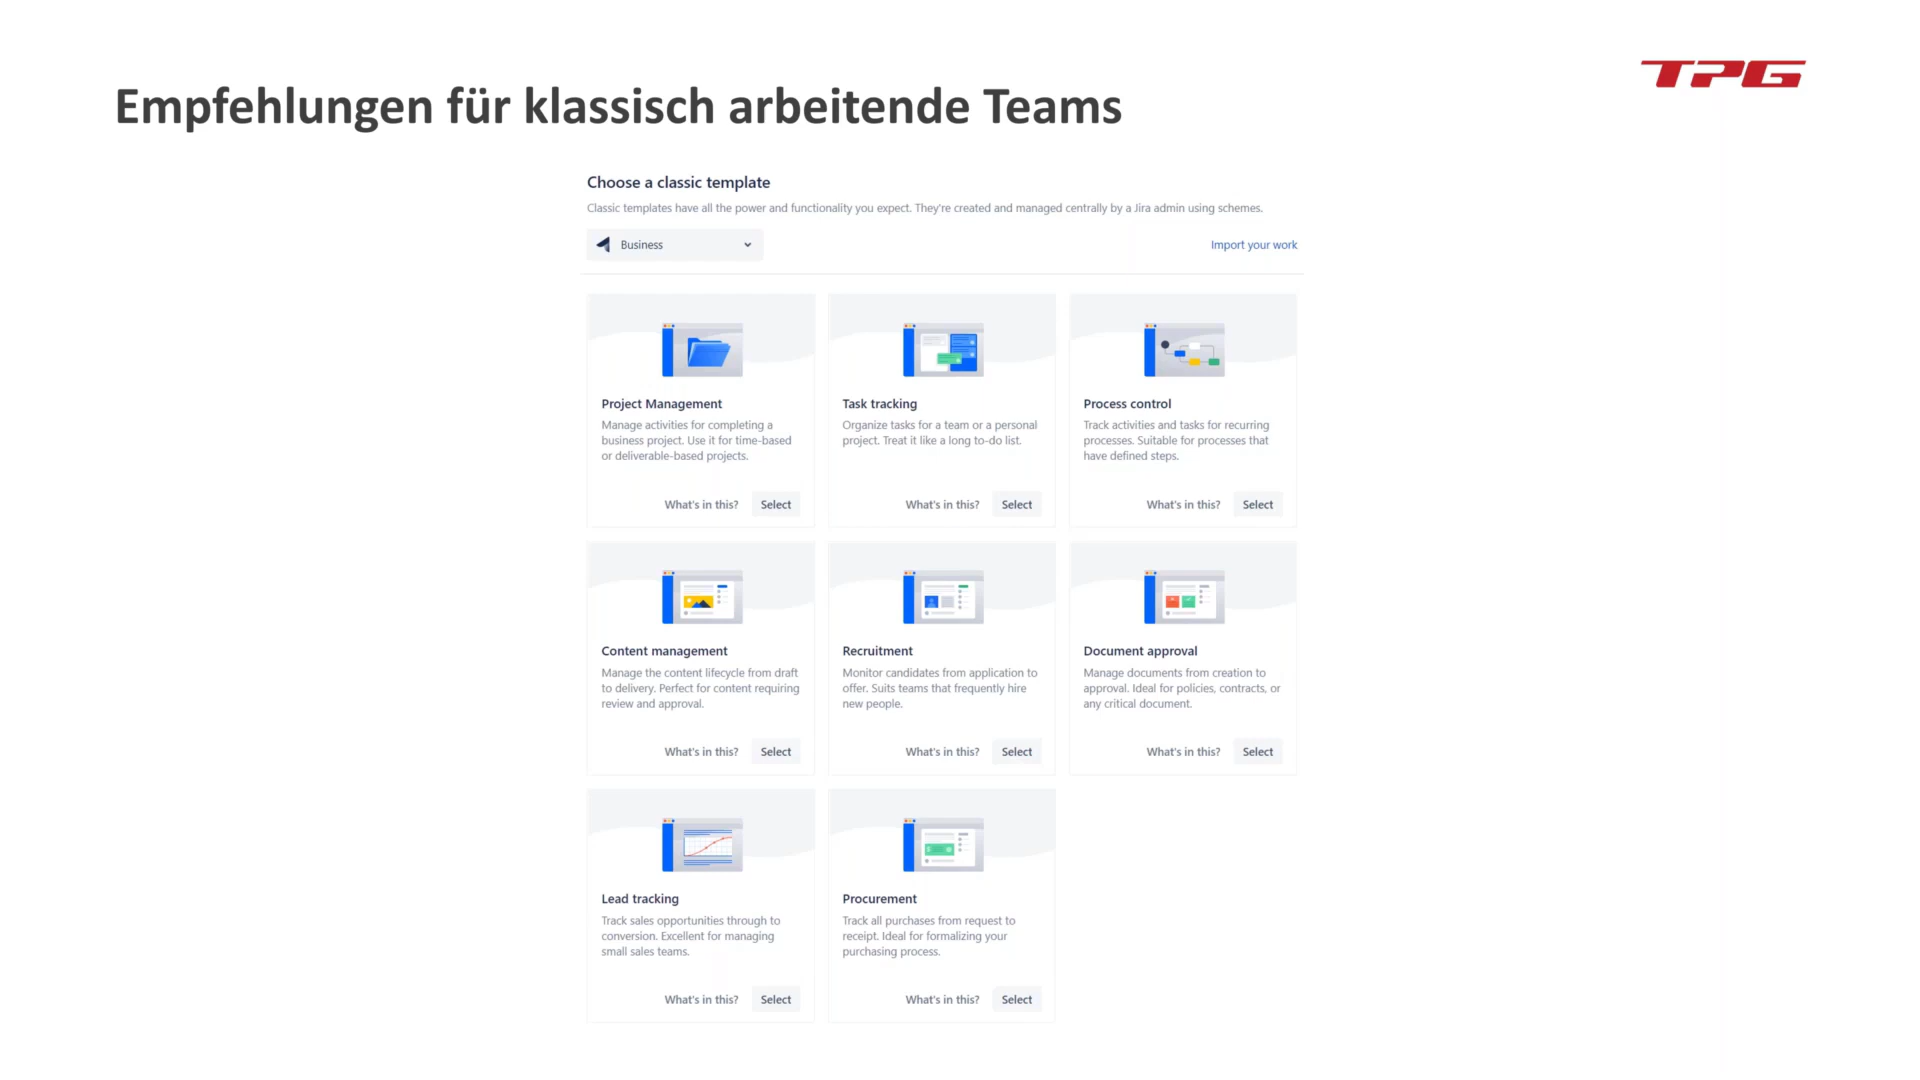 TPG
Empfehlungen für klassisch arbeitende Teams
Choose a classic template
Classic templates have all the power and functionality you expect. They're created and managed centrally by a Jira admin using schemes.
Business
Import your work
Project Management
Manage activities for completing a
business project. Use it for time-based
or deliverable-based projects.
What's in this? Select
Task tracking
Organize tasks for a team or a personal
project. Treat it like a long to-do list.
What's in this? Select
Process control
Track activities and tasks for recurring
processes. Suitable for processes that
have defined steps.
What's in this? Select
Content management
Manage the content lifecycle from draft
to delivery. Perfect for content requiring
review and approval.
What's in this? Select
Recruitment
Monitor candidates from application to
offer. Suits teams that frequently hire
new people.
What's in this? Select
Document approval
Manage documents from creation to
approval. Ideal for policies, contracts, or
any critical document.
What's in this? Select
Lead tracking
Track sales opportunities through to
conversion. Excellent for managing
small sales teams.
What's in this? Select
Procurement
Track all purchases from request to
receipt. Ideal for formalizing your
purchasing process.
What's in this? Select